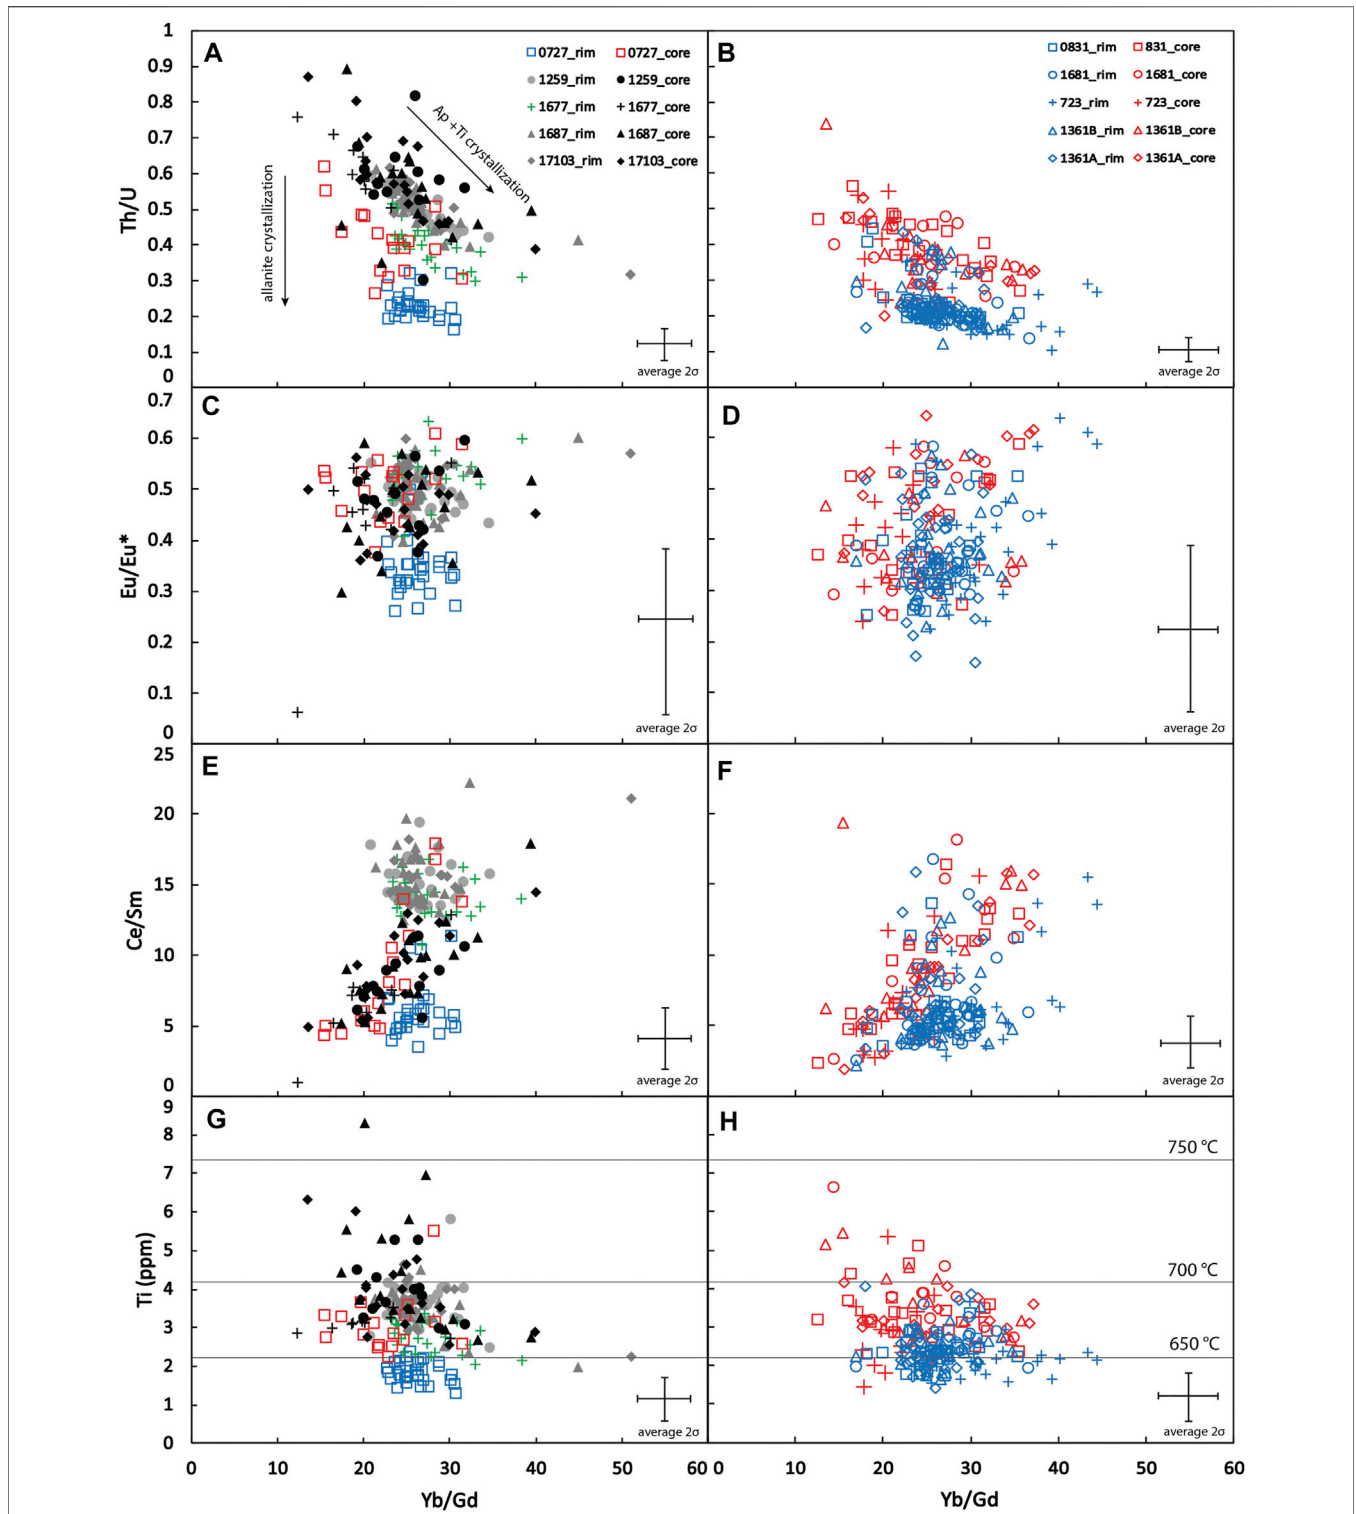 A
0727_rim 0727_core
1259_rim 1259_core
1677_rim 1677_core
1687_rim 1687_core
17103_rim 17103_core
Ap +Ti crystallization
allanite crystallization
average 2σ
Th/U
1
0.9
0.8
0.7
0.6
0.5
0.4
0.3
0.2
0.1
0
B
0831_rim 831_core
1681_rim 1681_core
723_rim 723_core
1361B_rim 1361B_core
1361A_rim 1361A_core
average 2σ
C
Eu/Eu*
0.7
0.6
0.5
0.4
0.3
0.2
0.1
0
average 2σ
D
average 2σ
E
Ce/Sm
25
20
15
10
5
0
average 2σ
F
average 2σ
G
Ti (ppm)
9
8
7
6
5
4
3
2
1
0
average 2σ
H
750 °C
700 °C
650 °C
average 2σ
0 10 20 30 40 50 60
Yb/Gd
0 10 20 30 40 50 60
Yb/Gd